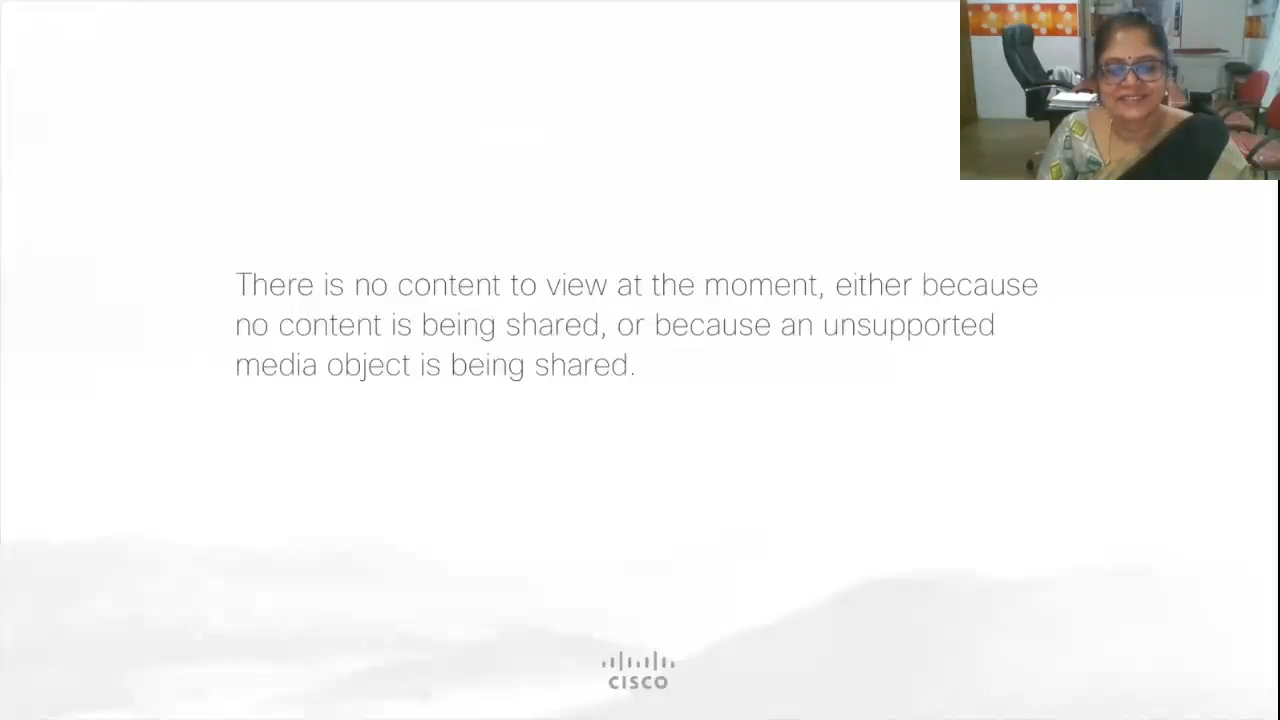 There is no content to view at the moment, either because
no content is being shared, or because an unsupported
media object is being shared.
CISCO